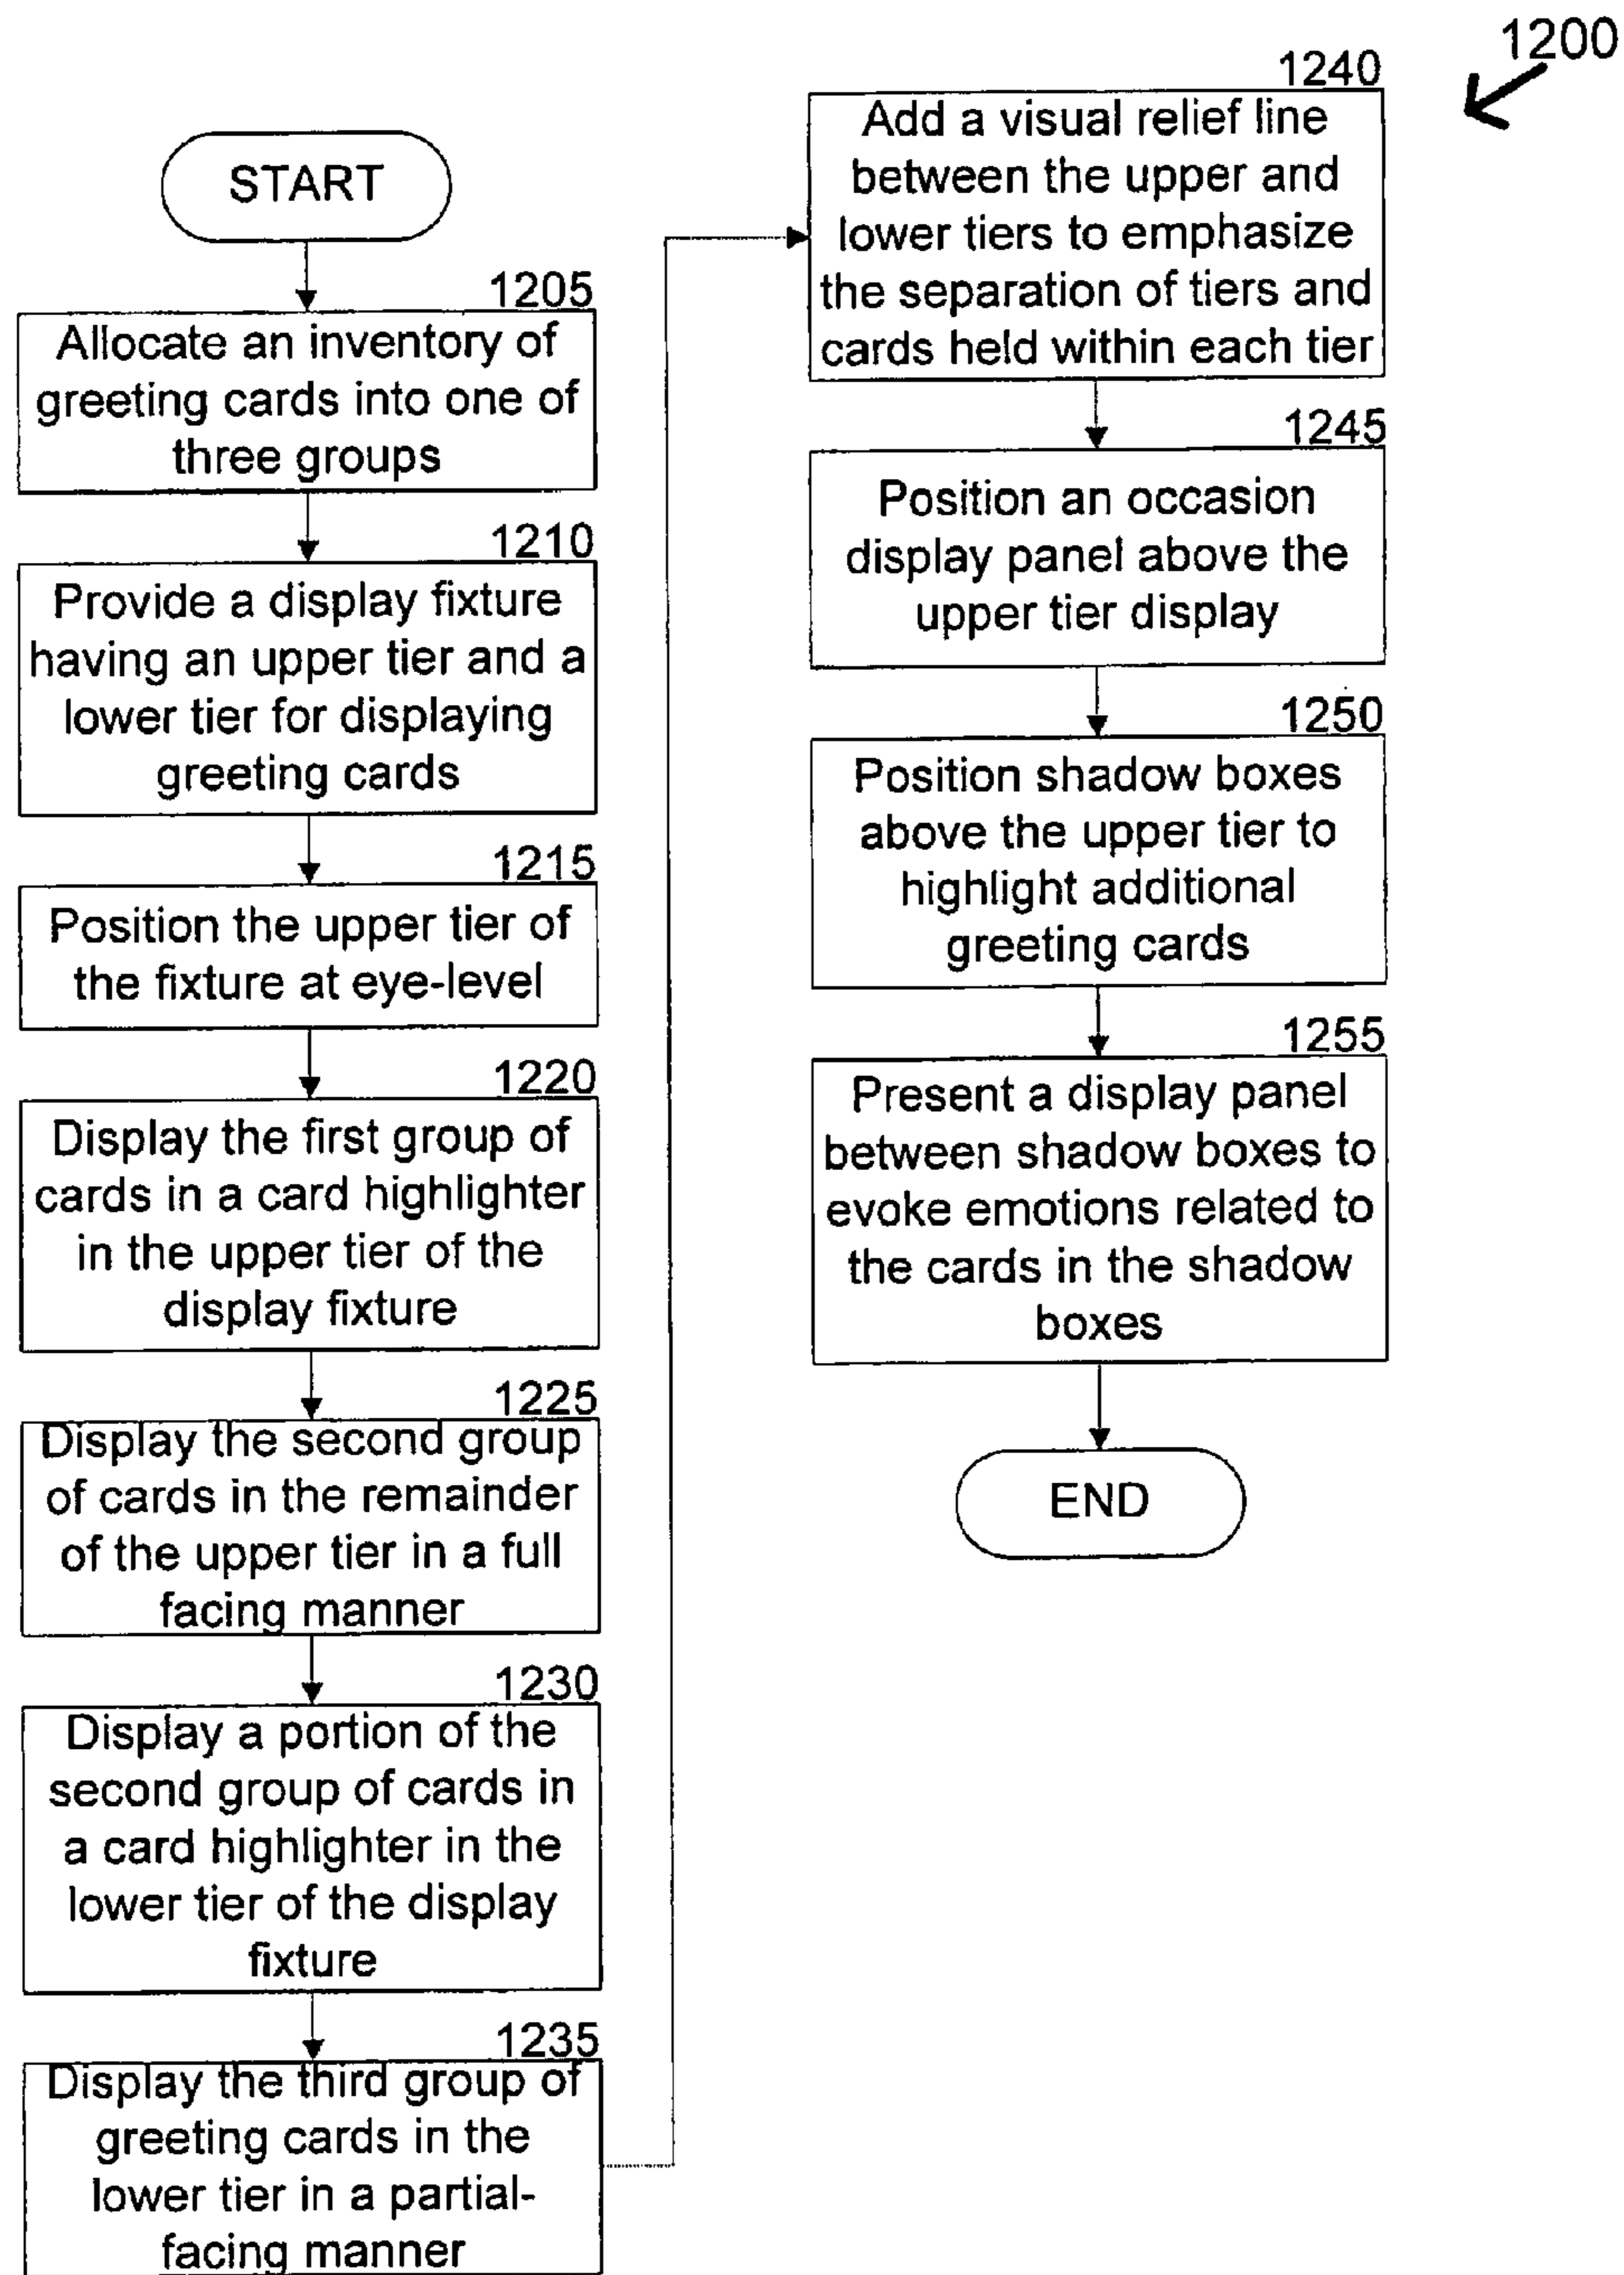 1200
START
1205
Allocate an inventory of
greeting cards into one of
three groups
1210
Provide a display fixture
having an upper tier and a
lower tier for displaying
greeting cards
1215
Position the upper tier of
the fixture at eye-level
1220
Display the first group of
cards in a card highlighter
in the upper tier of the
display fixture
1225
Display the second group
of cards in the remainder
of the upper tier in a full
facing manner
1230
Display a portion of the
second group of cards in
a card highlighter in the
lower tier of the display
fixture
1235
Display the third group of
greeting cards in the
lower tier in a partial-
facing manner
1240
Add a visual relief line
between the upper and
lower tiers to emphasize
the separation of tiers and
cards held within each tier
1245
Position an occasion
display panel above the
upper tier display
1250
Position shadow boxes
above the upper tier to
highlight additional
greeting cards
1255
Present a display panel
between shadow boxes to
evoke emotions related to
the cards in the shadow
boxes
END